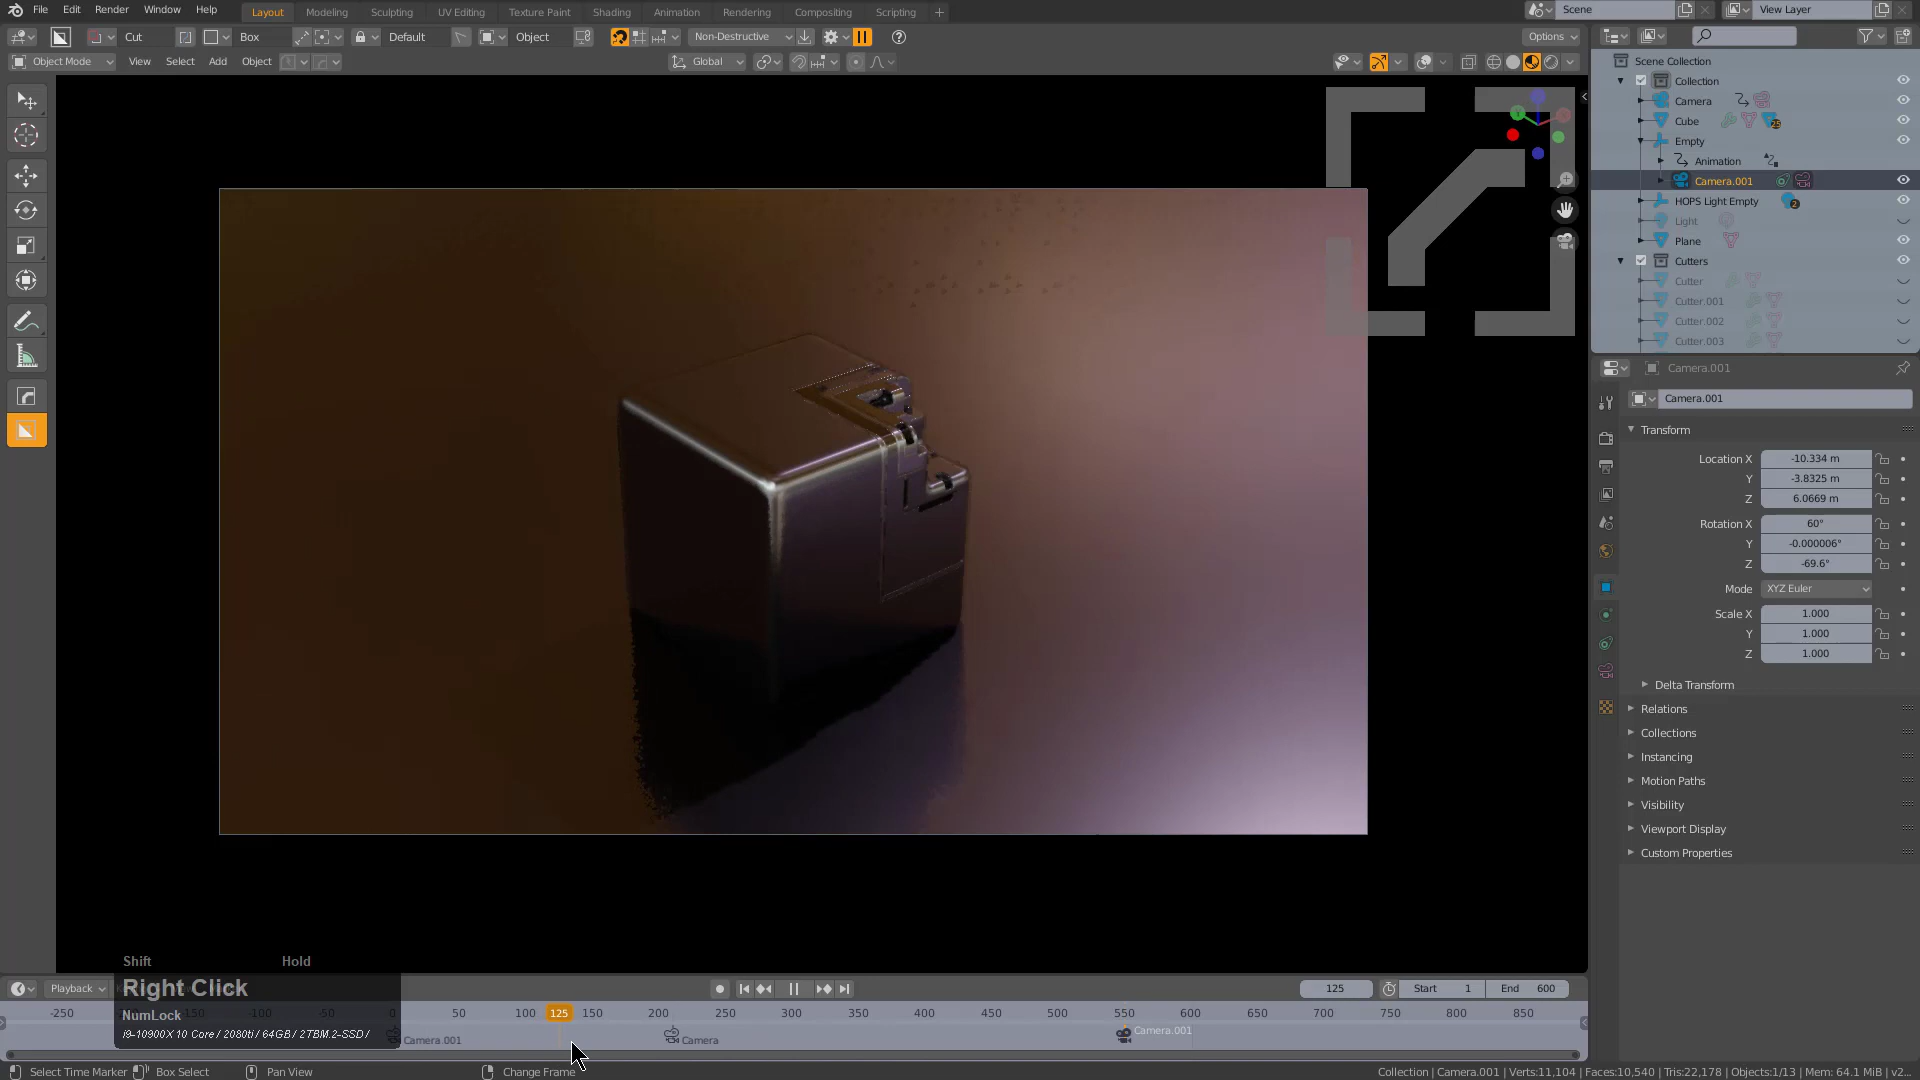 File Edit Render Window Help Layout Modeling Sculpting UV Editing Texture Paint Shading Animation Rendering Compositing Scripting + Scene View Layer
Cut Box Default Object Non-Destructive Options
Object Mode View Select Add Object Global
Scene Collection
Collection
Camera
Cube 25
Empty
Animation
Camera.001
HOPS Light Empty 2
Light
Plane
Cutters
Cutter
Cutter.001
Cutter.002
Cutter.003
Camera.001
Camera.001
Transform
Location X -10.334 m
Y -3.8325 m
Z 6.0669 m
Rotation X 60°
Y -0.000006°
Z -69.6°
Mode XYZ Euler
Scale X 1.000
Y 1.000
Z 1.000
Delta Transform
Relations
Collections
Instancing
Motion Paths
Visibility
Viewport Display
Custom Properties
Shift Hold
Right Click
NumLock
i9-10900X 10 Core / 2080ti / 64GB / 2TBM.2-SSD /
Playback 125 Start 1 End 600
-250 -200 -150 -100 -50 0 50 100 125 150 200 250 300 350 400 450 500 550 600 650 700 750 800 850
Camera.001 Camera Camera.001
Select Time Marker Box Select Pan View Change Frame Collection | Camera.001 | Verts:11,104 | Faces:10,540 | Tris:22,178 | Objects:1/13 | Mem: 64.1 MiB | v2...